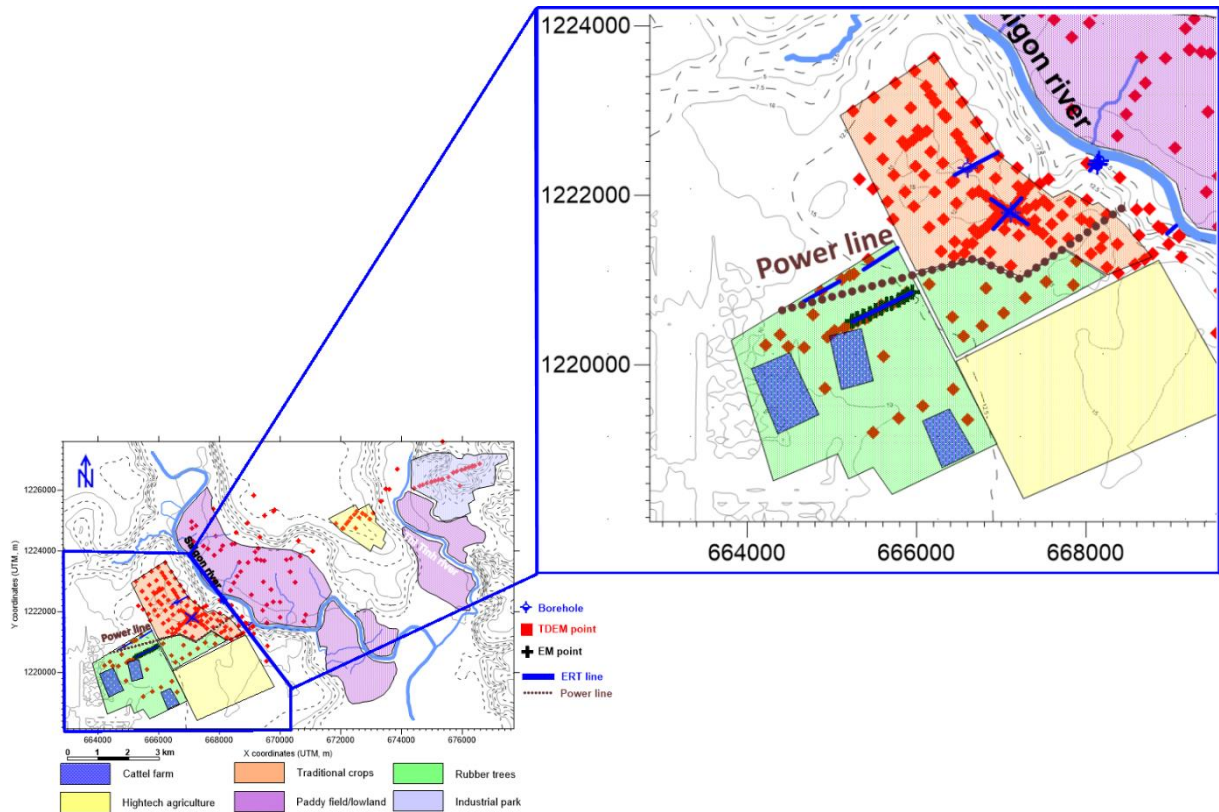 1224000
1222000
1220000
664000
666000
668000
aigon river
Power line
N
1226000
1224000
1222000
1220000
Y coordinates (UTM, m)
Saigon river
Power line
664000
666000
668000
670000
672000
674000
676000
X coordinates (UTM, m)
0 1 2 3 km
Borehole
TDEM point
EM point
ERT line
Power line
Cattel farm
Traditional crops
Rubber trees
Hightech agriculture
Paddy field/lowland
Industrial park